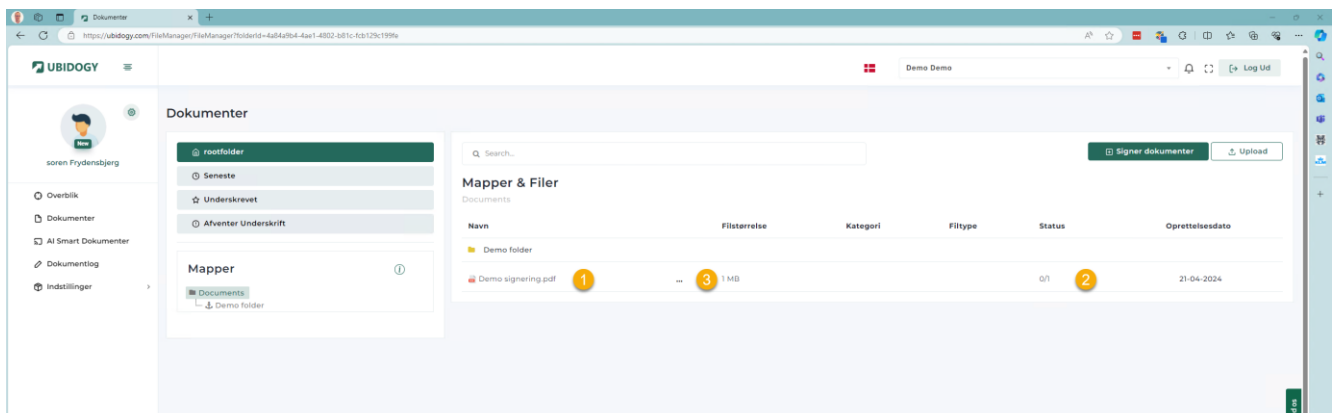 Dokumenter
https://ubidogy.com/FileManager/FileManager?folderId=4a84a9b4-4ae1-4802-b81c-fcb129c199fe
UBIDOGY
Demo Demo
Log Ud
New
soren Frydensbjerg
Overblik
Dokumenter
AI Smart Dokumenter
Dokumentlog
Indstillinger
Dokumenter
rootfolder
Seneste
Underskrevet
Afventer Underskrift
Mapper
Documents
Demo folder
Search...
Signer dokumenter
Upload
Mapper & Filer
Documents
Navn Filstørrelse Kategori Filtype Status Oprettelsesdato
Demo folder
Demo signering.pdf 1 ... 3 1 MB 0/1 2 21-04-2024